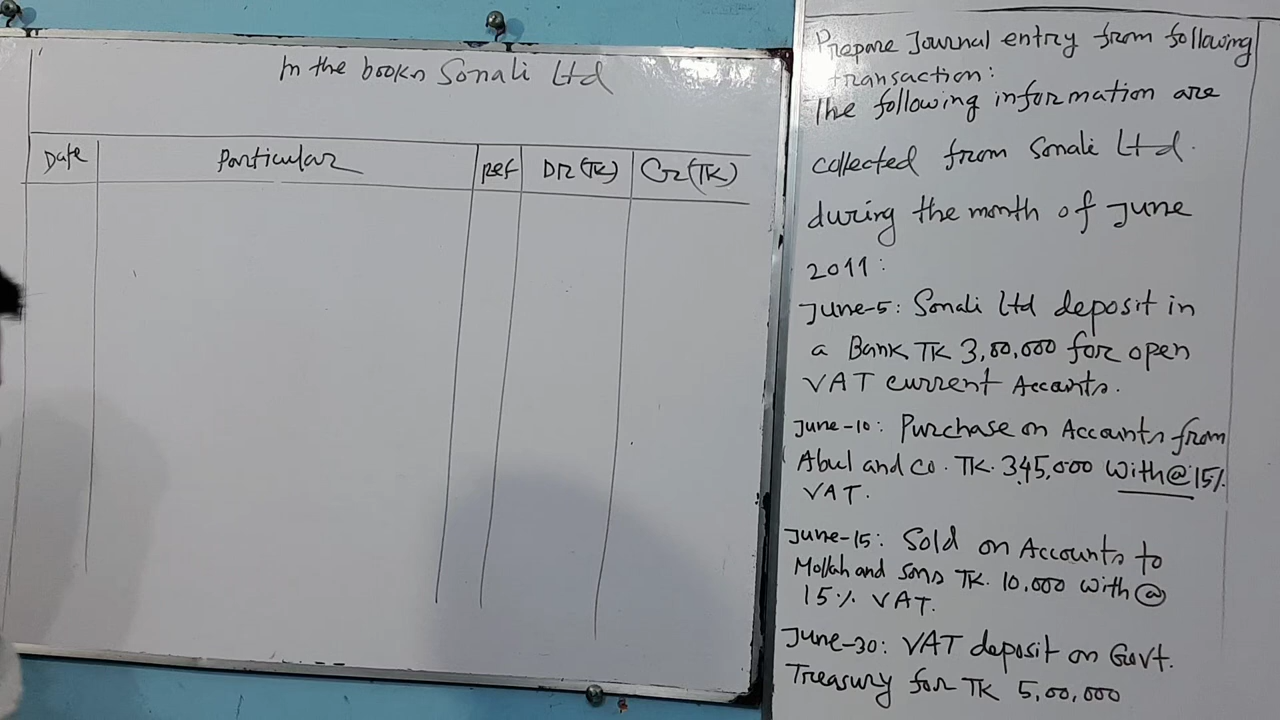 In the books Sonali Ltd
Date Particular Ref DR (TK) Cr (TK)
Prepare Journal entry from following
transaction:
The following information are
collected from Sonali Ltd.
during the month of June
2011:
June-5: Sonali Ltd deposit in
a Bank TK 3,00,000 for open
VAT current Accounts.
June-10: Purchase on Accounts from
Abul and Co. TK. 345,000 with @ 15%
VAT.
June-15: Sold on Accounts to
Mollah and Sons TK. 10,000 with @
15% VAT.
June-30: VAT deposit on Govt.
Treasury for TK 5,00,000